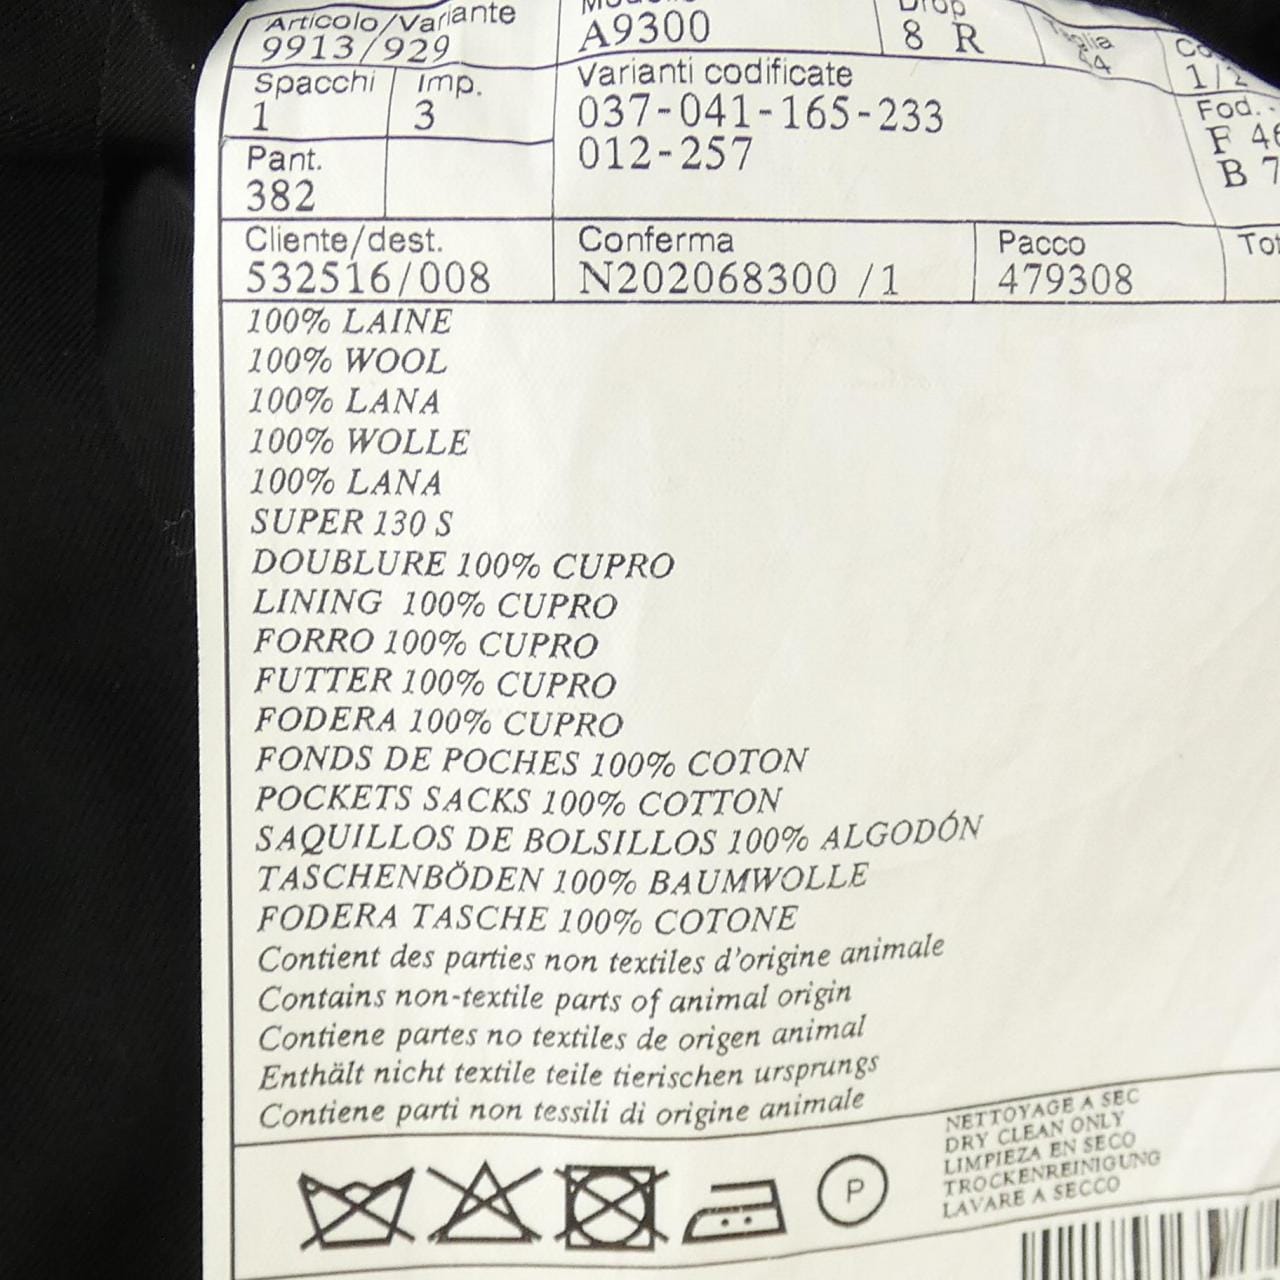 Articolo/Variante
9913/929
A9300
Drop
8 R
Taglia
Spacchi
1
Imp.
3
Varianti codificate
037-041-165-233
012-257
Fod.
F
B
Pant.
382
Cliente/dest.
532516/008
Conferma
N202068300 /1
Pacco
479308
100% LAINE
100% WOOL
100% LANA
100% WOLLE
100% LANA
SUPER 130 S
DOUBLURE 100% CUPRO
LINING 100% CUPRO
FORRO 100% CUPRO
FUTTER 100% CUPRO
FODERA 100% CUPRO
FONDS DE POCHES 100% COTON
POCKETS SACKS 100% COTTON
SAQUILLOS DE BOLSILLOS 100% ALGODÓN
TASCHENBÖDEN 100% BAUMWOLLE
FODERA TASCHE 100% COTONE
Contient des parties non textiles d'origine animale
Contains non-textile parts of animal origin
Contiene partes no textiles de origen animal
Enthält nicht textile teile tierischen ursprungs
Contiene parti non tessili di origine animale
NETTOYAGE A SEC
DRY CLEAN ONLY
LIMPIEZA EN SECO
TROCKENREINIGUNG
LAVARE A SECCO
P